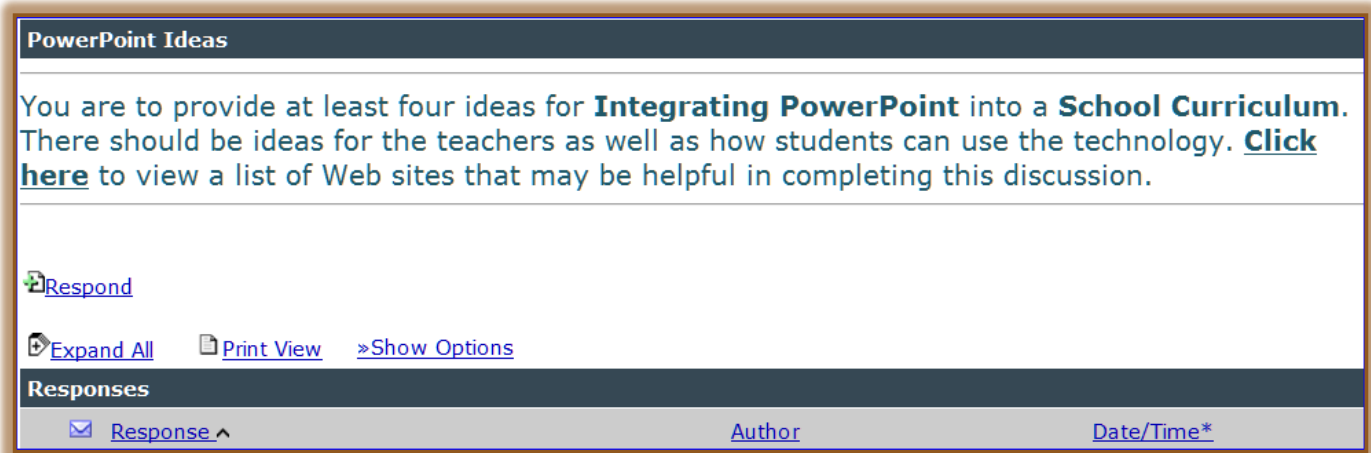 PowerPoint Ideas
You are to provide at least four ideas for Integrating PowerPoint into a School Curriculum.
There should be ideas for the teachers as well as how students can use the technology. Click
here to view a list of Web sites that may be helpful in completing this discussion.
Respond
Expand All Print View »Show Options
Responses
Response Author Date/Time*